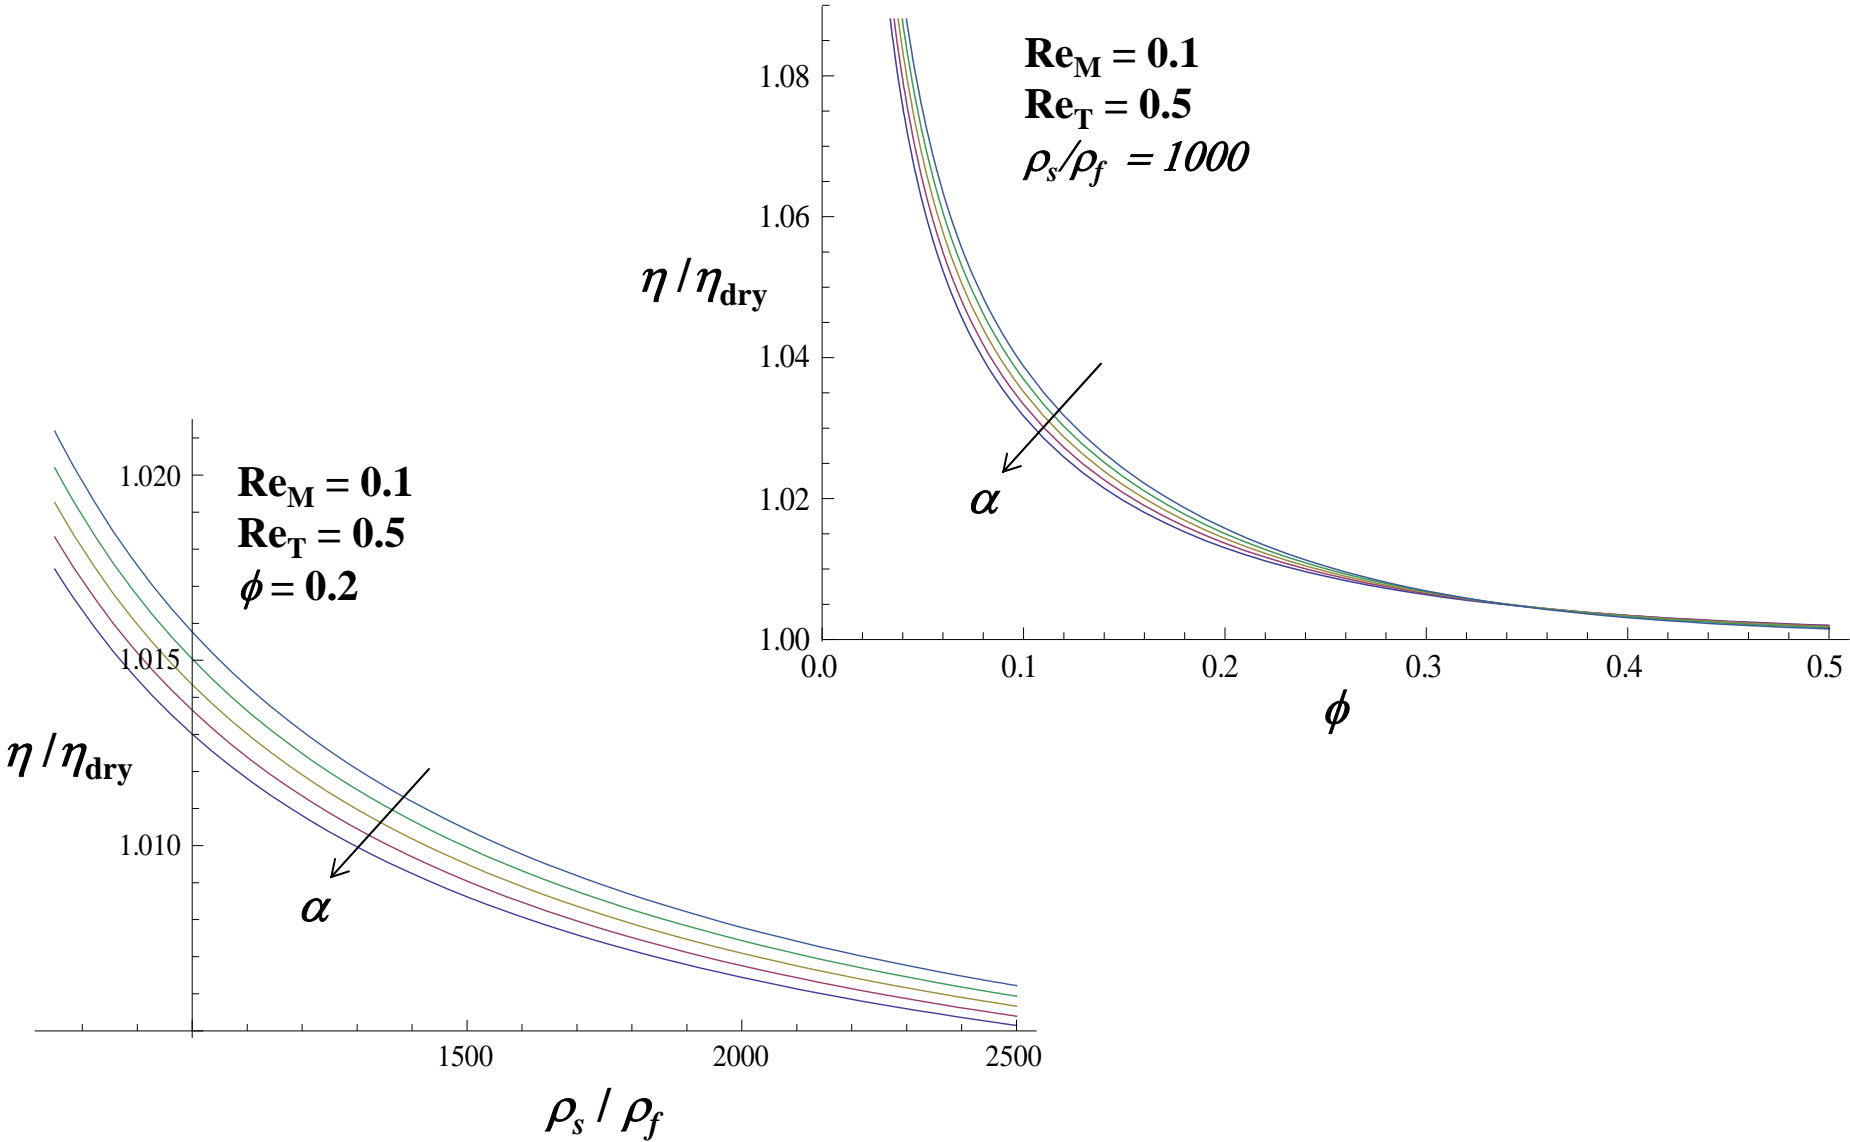 1.08
1.06
1.04
1.02
1.00
η / η_dry
Re_M = 0.1
Re_T = 0.5
ρ_s/ρ_f = 1000
α
0.0 0.1 0.2 0.3 0.4 0.5
ϕ
1.020
1.015
1.010
η / η_dry
Re_M = 0.1
Re_T = 0.5
ϕ = 0.2
α
1500 2000 2500
ρ_s / ρ_f